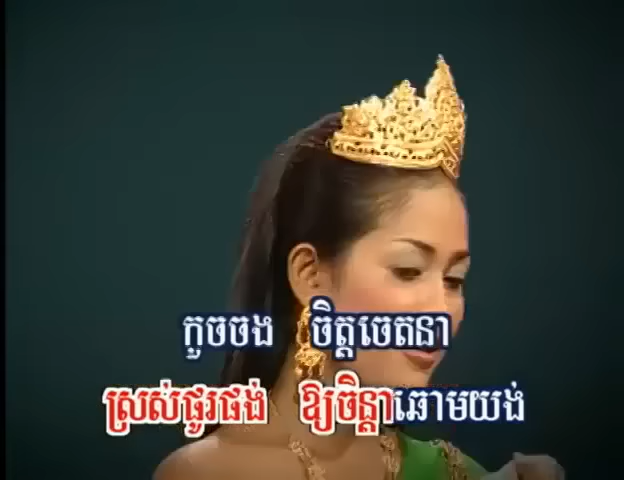 កួចចង ចិត្តចេតនា
ស្រស់ផូរផង់ ឱ្យចិន្តាឆោមយង់